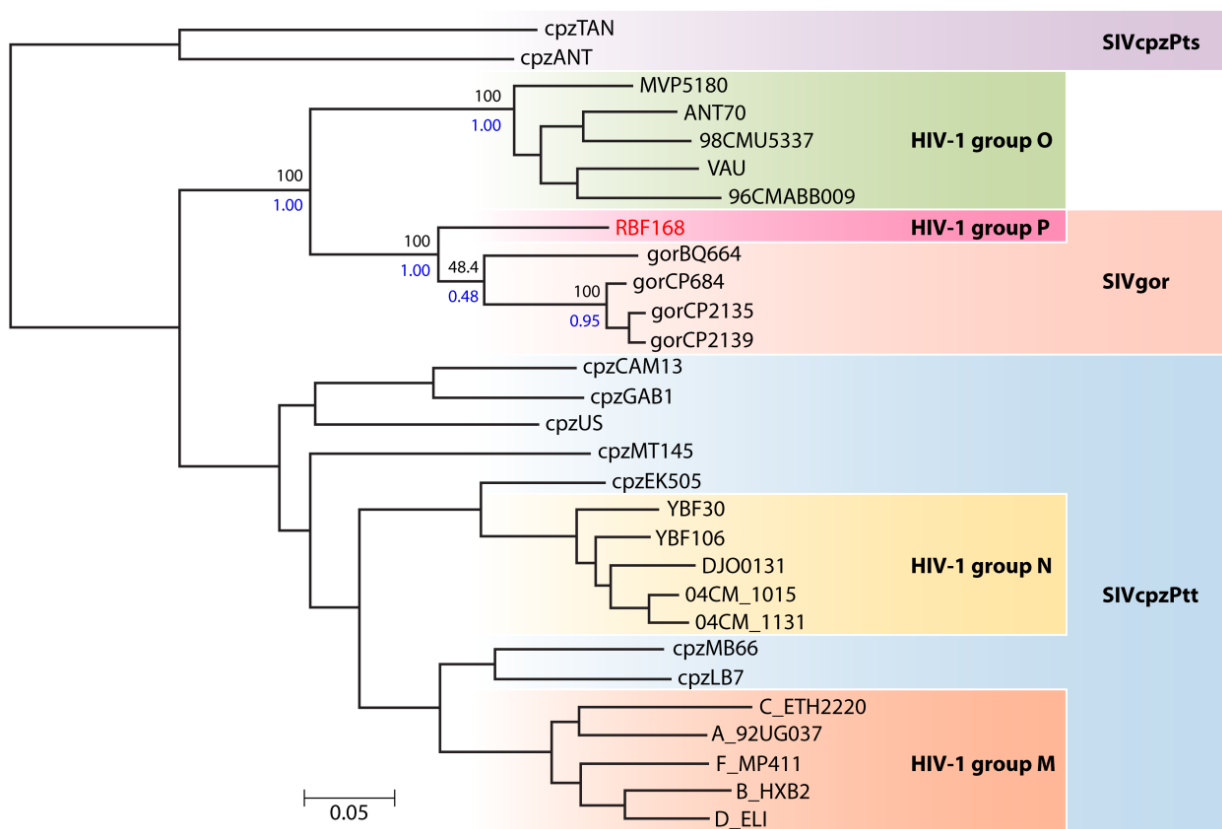 cpzTAN
SIVcpzPts
cpzANT
MVP5180
100
1.00
ANT70
98CMU5337
HIV-1 group O
VAU
96CMABB009
100
1.00
RBF168
HIV-1 group P
100
1.00
gorBQ664
48.4
0.48
gorCP684
SIVgor
100
0.95
gorCP2135
gorCP2139
cpzCAM13
cpzGAB1
cpzUS
cpzMT145
cpzEK505
YBF30
YBF106
DJO0131
HIV-1 group N
04CM_1015
SIVcpzPtt
04CM_1131
cpzMB66
cpzLB7
C_ETH2220
A_92UG037
F_MP411
HIV-1 group M
B_HXB2
D_ELI
0.05